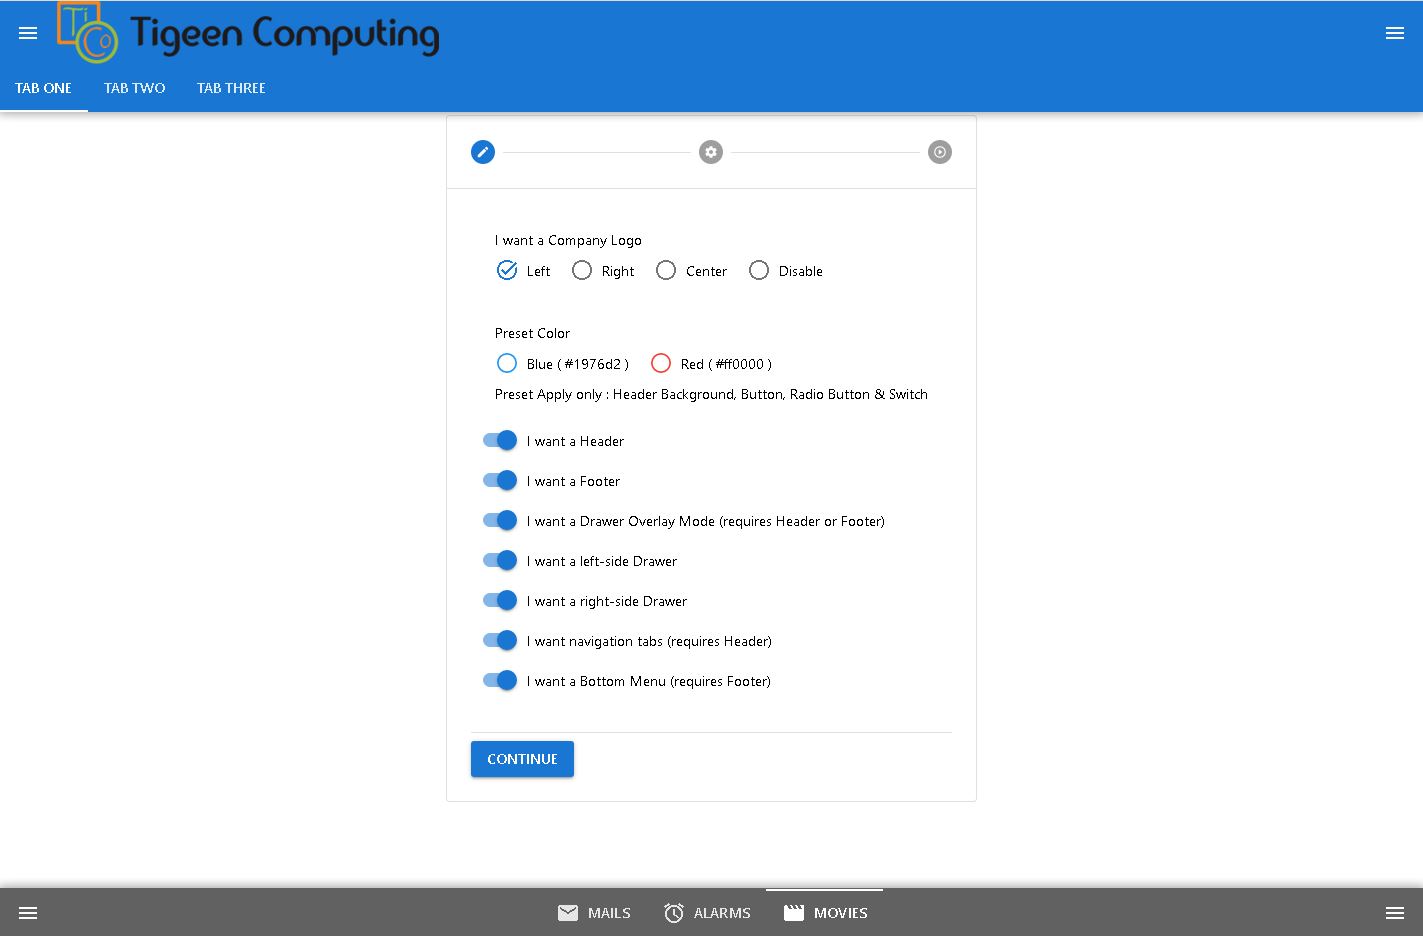 TiCo Tigeen Computing
TAB ONE TAB TWO TAB THREE
I want a Company Logo
Left Right Center Disable
Preset Color
Blue ( #1976d2 ) Red ( #ff0000 )
Preset Apply only : Header Background, Button, Radio Button & Switch
I want a Header
I want a Footer
I want a Drawer Overlay Mode (requires Header or Footer)
I want a left-side Drawer
I want a right-side Drawer
I want navigation tabs (requires Header)
I want a Bottom Menu (requires Footer)
CONTINUE
MAILS ALARMS MOVIES